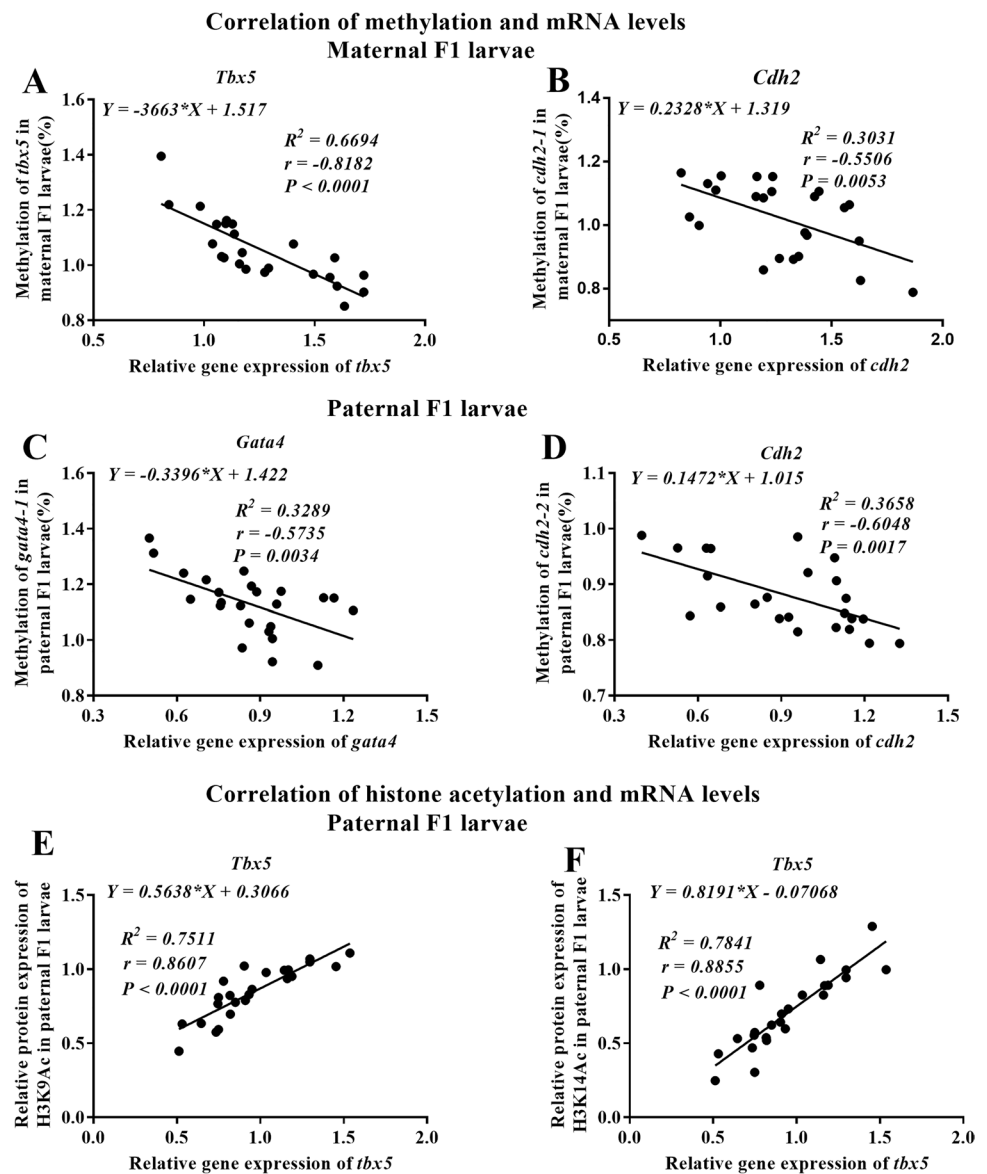 Correlation of methylation and mRNA levels
Maternal F1 larvae
A
Tbx5
Y = -3663*X + 1.517
R² = 0.6694
r = -0.8182
P < 0.0001
Methylation of tbx5 in
maternal F1 larvae(%)
1.6
1.4
1.2
1.0
0.8
0.5
1.0
1.5
2.0
Relative gene expression of tbx5
B
Cdh2
Y = 0.2328*X + 1.319
R² = 0.3031
r = -0.5506
P = 0.0053
Methylation of cdh2-1 in
maternal F1 larvae(%)
1.4
1.2
1.0
0.8
0.5
1.0
1.5
2.0
Relative gene expression of cdh2
Paternal F1 larvae
C
Gata4
Y = -0.3396*X + 1.422
R² = 0.3289
r = -0.5735
P = 0.0034
Methylation of gata4-1 in
paternal F1 larvae(%)
1.6
1.4
1.2
1.0
0.8
0.3
0.6
0.9
1.2
1.5
Relative gene expression of gata4
D
Cdh2
Y = 0.1472*X + 1.015
R² = 0.3658
r = -0.6048
P = 0.0017
Methylation of cdh2-2 in
paternal F1 larvae(%)
1.1
1.0
0.9
0.8
0.7
0.3
0.6
0.9
1.2
1.5
Relative gene expression of cdh2
Correlation of histone acetylation and mRNA levels
Paternal F1 larvae
E
Tbx5
Y = 0.5638*X + 0.3066
R² = 0.7511
r = 0.8607
P < 0.0001
Relative protein expression of
H3K9Ac in paternal F1 larvae
1.5
1.0
0.5
0.0
0.0
0.5
1.0
1.5
2.0
Relative gene expression of tbx5
F
Tbx5
Y = 0.8191*X - 0.07068
R² = 0.7841
r = 0.8855
P < 0.0001
Relative protein expression of
H3K14Ac in paternal F1 larvae
1.5
1.0
0.5
0.0
0.0
0.5
1.0
1.5
2.0
Relative gene expression of tbx5